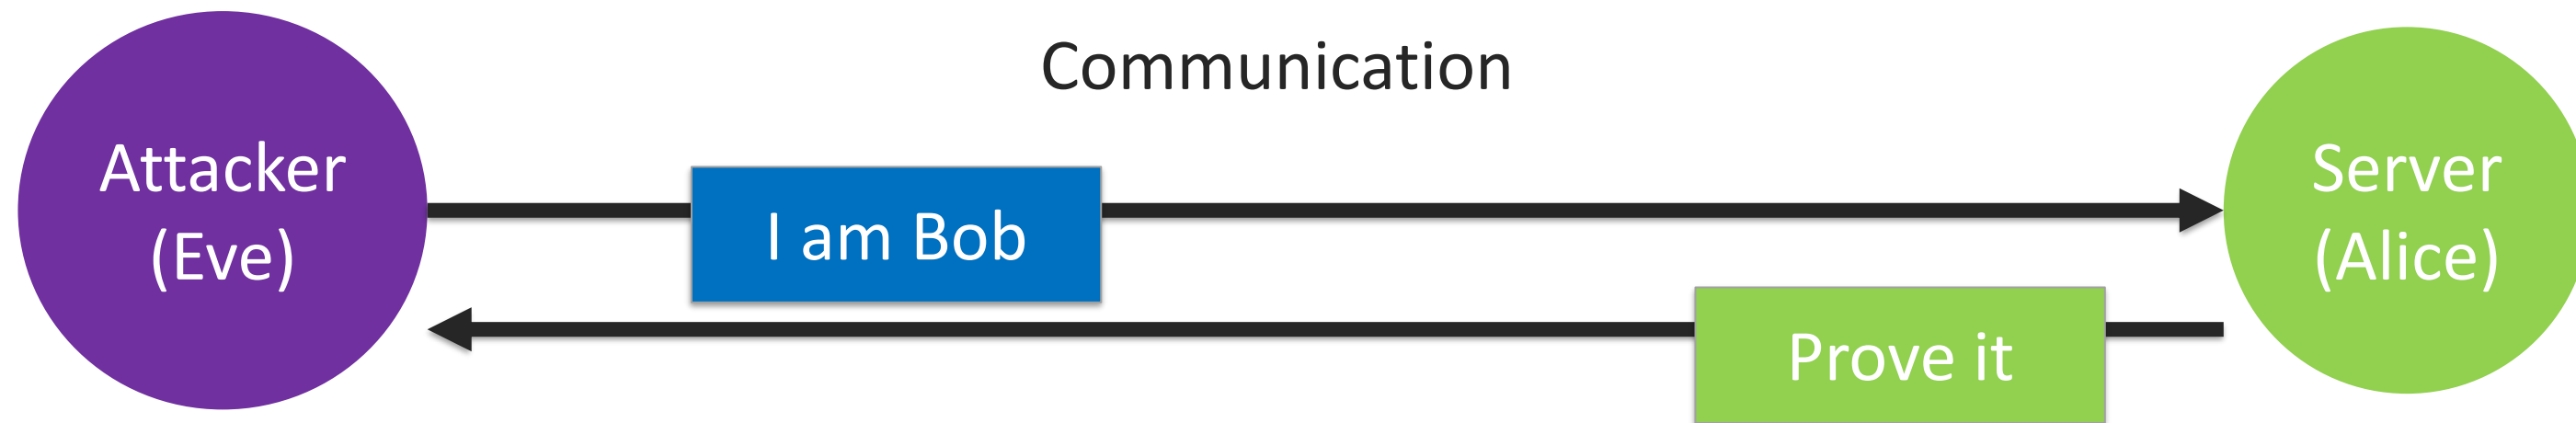 Communication
Attacker
(Eve)
I am Bob
Server
(Alice)
Prove it